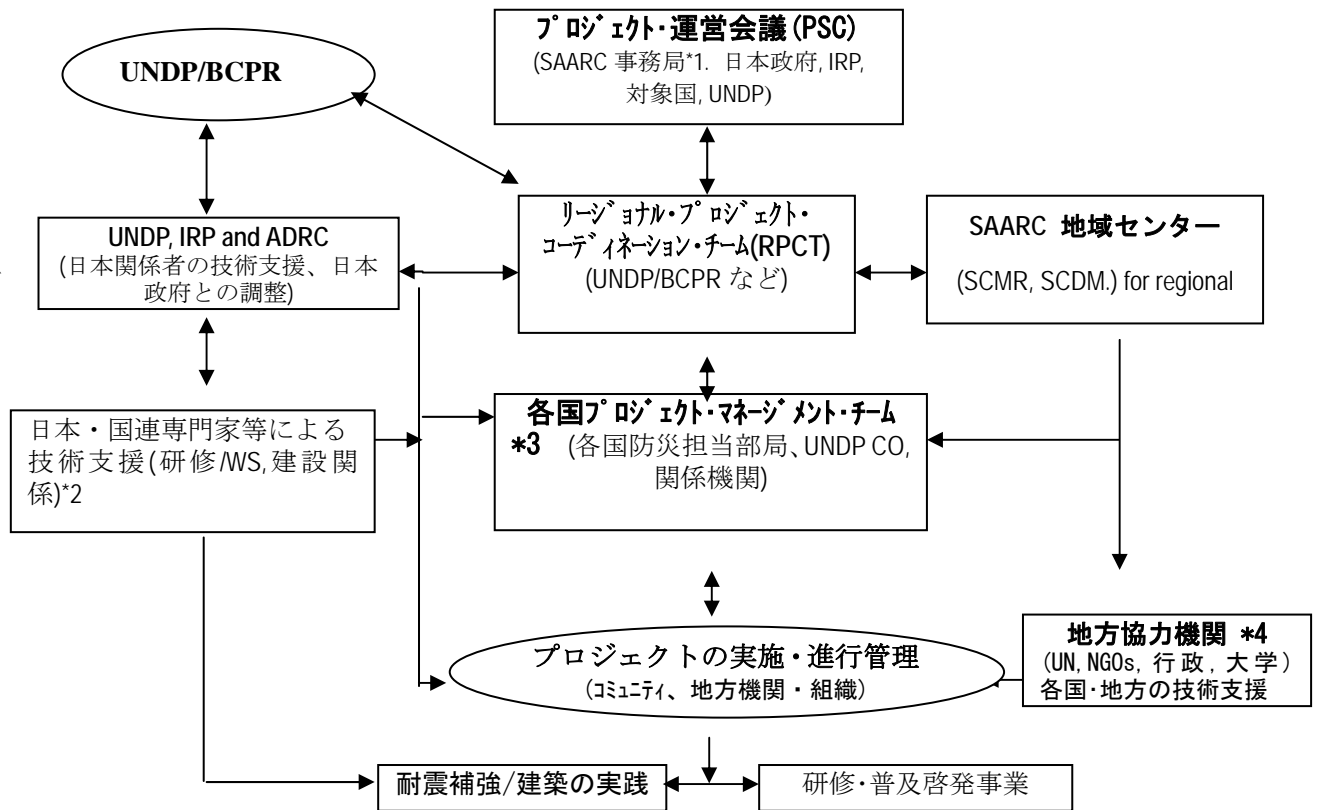 プロジェクト・運営会議(PSC)
(SAARC 事務局*1. 日本政府, IRP,
対象国, UNDP)
UNDP/BCPR
UNDP, IRP and ADRC
(日本関係者の技術支援、日本
政府との調整)
リージョナル・プロジェクト・
コーディネーション・チーム(RPCT)
(UNDP/BCPR など)
SAARC 地域センター
(SCMR, SCDM.) for regional
日本・国連専門家等による
技術支援(研修/WS,建設関
係)*2
各国プロジェクト・マネージメント・チーム
*3 (各国防災担当部局、UNDP CO,
関係機関)
プロジェクトの実施・進行管理
(コミュニティ、地方機関・組織)
地方協力機関 *4
(UN, NGOs, 行政, 大学)
各国・地方の技術支援
耐震補強/建築の実践
研修・普及啓発事業